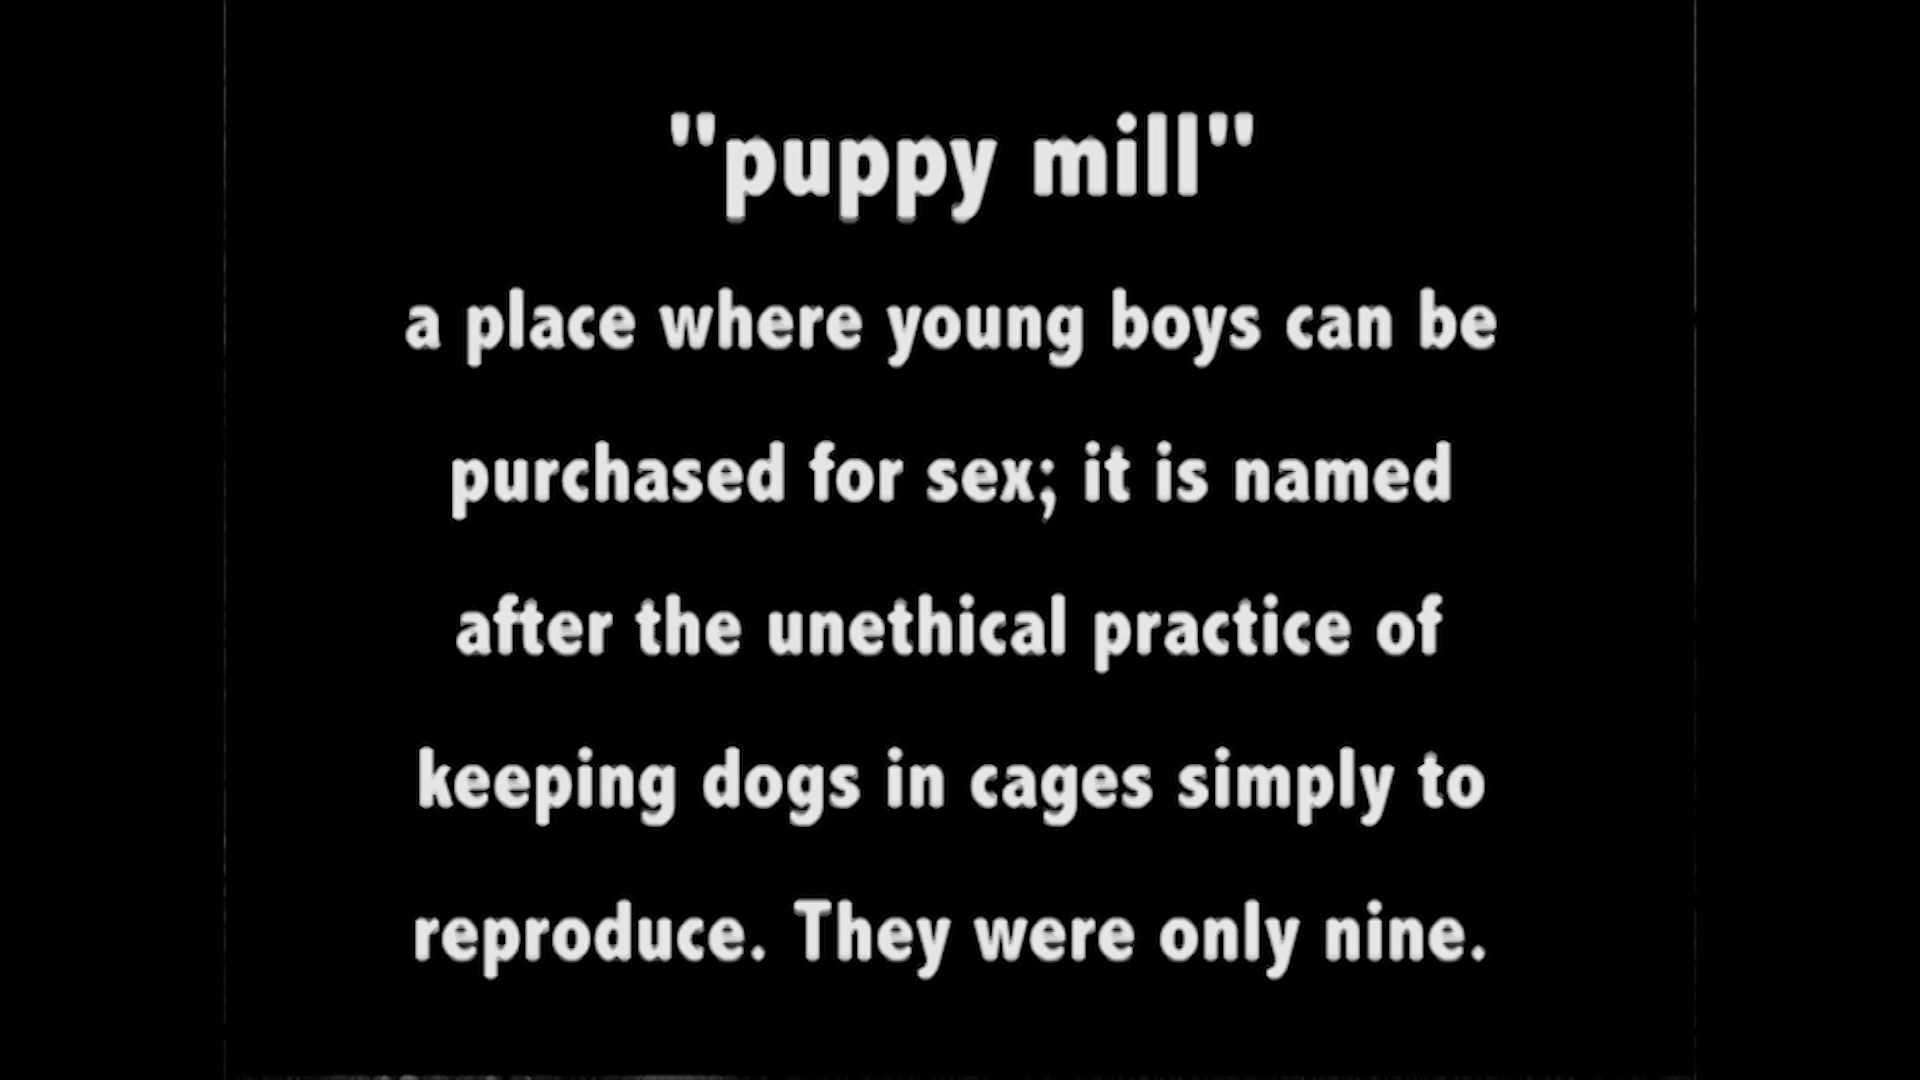 "puppy mill"
a place where young boys can be
purchased for sex; it is named
after the unethical practice of
keeping dogs in cages simply to
reproduce. They were only nine.